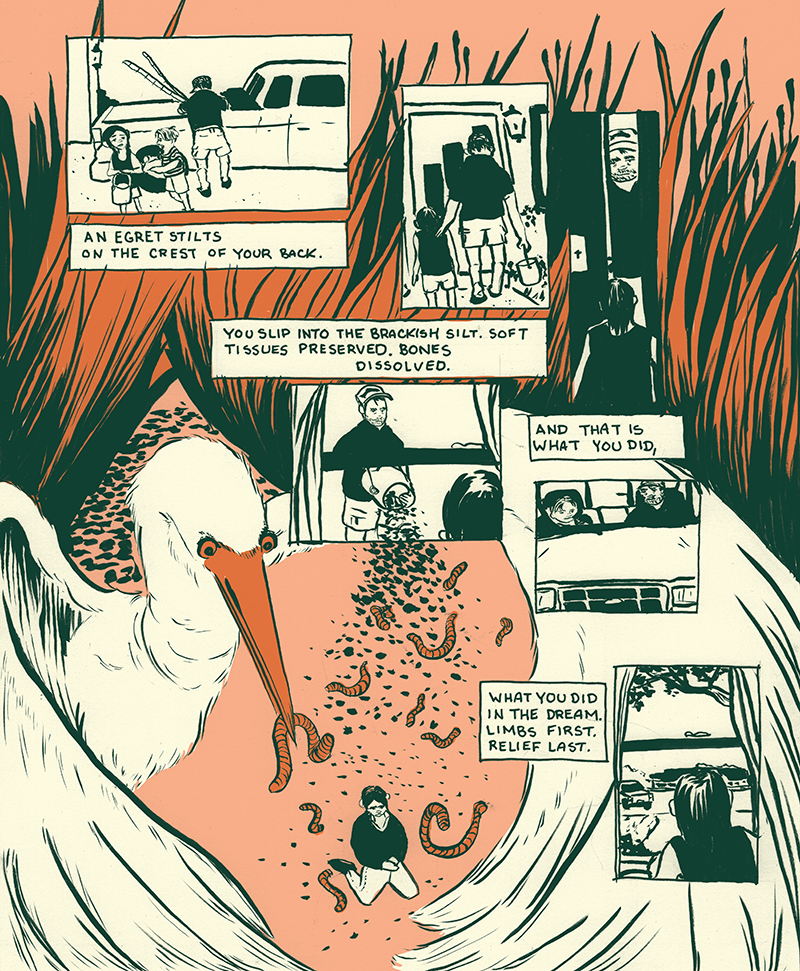 AN EGRET STILTS
ON THE CREST OF YOUR BACK.
YOU SLIP INTO THE BRACKISH SILT. SOFT
TISSUES PRESERVED. BONES
DISSOLVED.
AND THAT IS
WHAT YOU DID,
WHAT YOU DID
IN THE DREAM.
LIMBS FIRST.
RELIEF LAST.